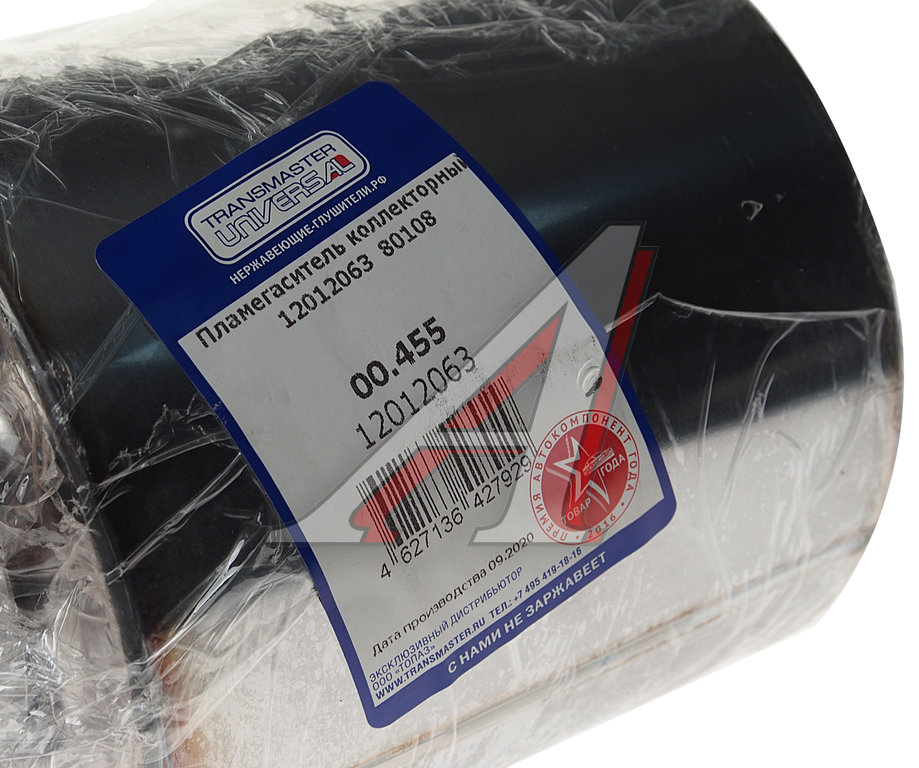 TRANSMASTER
UNIVERSAL
НЕРЖАВЕЮЩИЕ-ГЛУШИТЕЛИ.РФ
Пламегаситель коллекторный
12012063 80108
00.455
12012063
4 627136 427929
ПРЕМИЯ АВТОКОМПОНЕНТ ГОДА
ТОВАР ГОДА
• 2016 •
Дата производства 09.2020
ЭКСКЛЮЗИВНЫЙ ДИСТРИБЬЮТОР
ООО «ТОПАЗ»
WWW.TRANSMASTER.RU ТЕЛ.: +7 495 419-18-18
С НАМИ НЕ ЗАРЖАВЕЕТ